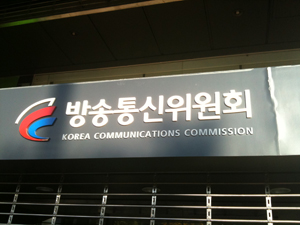 방송통신위원회
KOREA COMMUNICATIONS COMMISSION